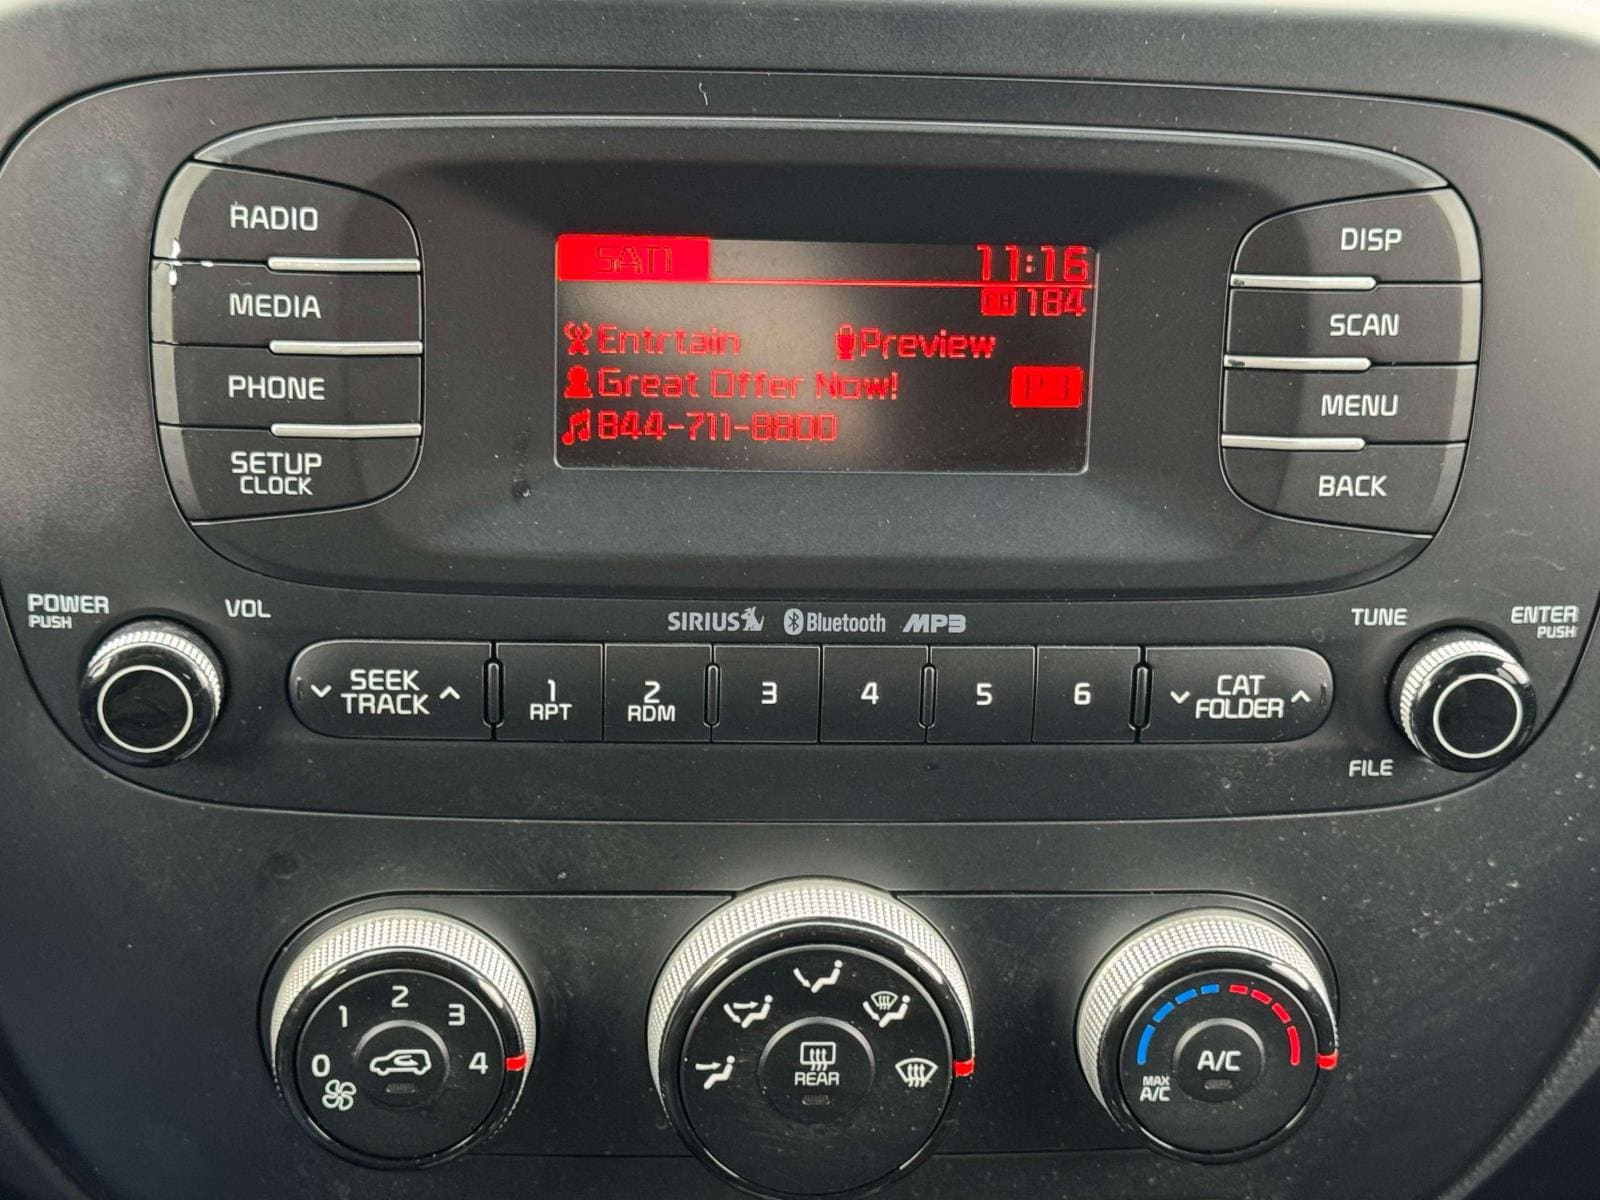 RADIO
MEDIA
PHONE
SETUP
CLOCK
SAT1 11:16
CH 184
Entrtain Preview
Great Offer Now! P 3
844-711-8800
DISP
SCAN
MENU
BACK
POWER
PUSH
VOL
SIRIUS Bluetooth MP3
TUNE
ENTER
PUSH
SEEK
TRACK
1
RPT
2
RDM
3
4
5
6
CAT
FOLDER
FILE
0 1 2 3 4
REAR
A/C
MAX
A/C